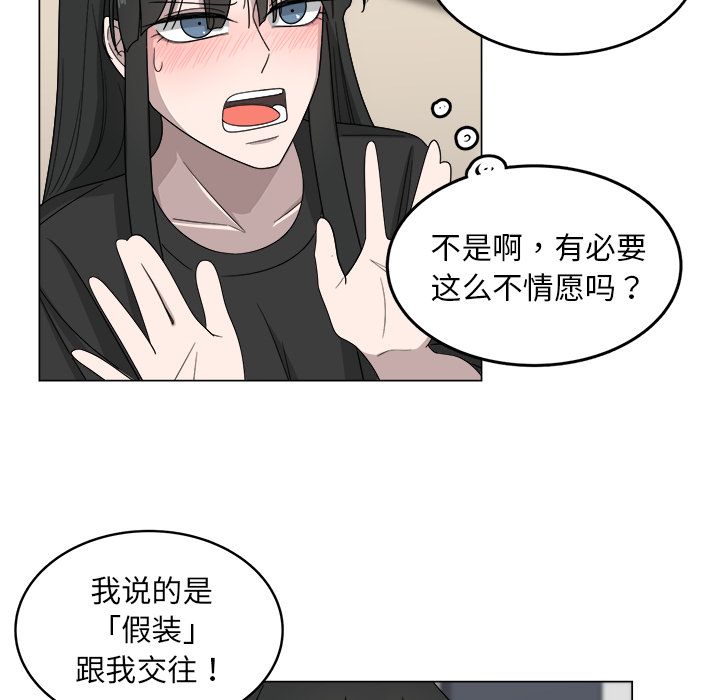 不是啊，有必要
这么不情愿吗？
我说的是
「假装」
跟我交往！